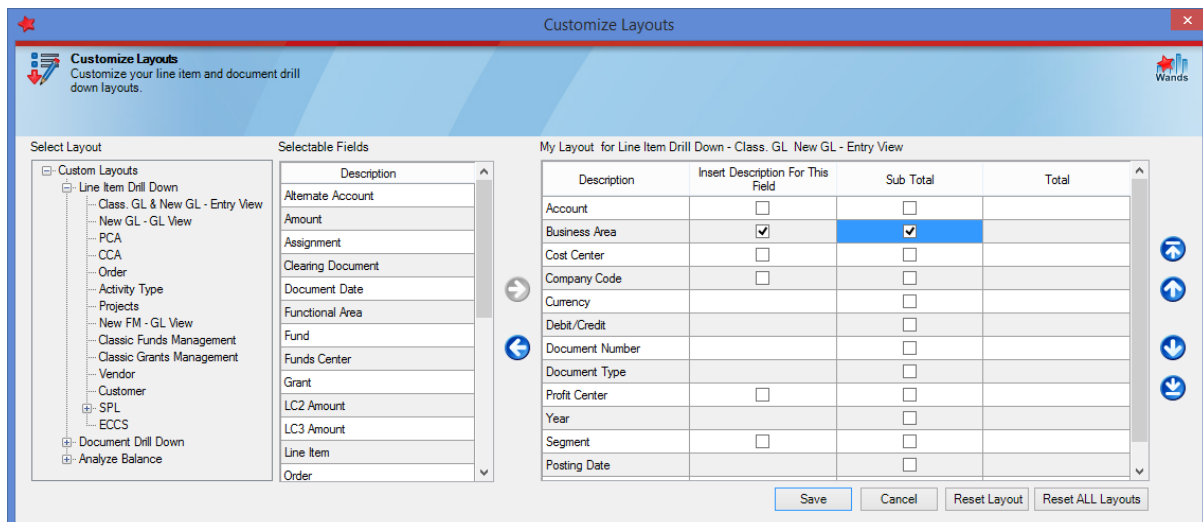 Customize Layouts
Customize Layouts
Customize your line item and document drill
down layouts.
Wands
Select Layout
Custom Layouts
Line Item Drill Down
Class. GL & New GL - Entry View
New GL - GL View
PCA
CCA
Order
Activity Type
Projects
New FM - GL View
Classic Funds Management
Classic Grants Management
Vendor
Customer
SPL
ECCS
Document Drill Down
Analyze Balance
Selectable Fields
Description
Alternate Account
Amount
Assignment
Clearing Document
Document Date
Functional Area
Fund
Funds Center
Grant
LC2 Amount
LC3 Amount
Line Item
Order
My Layout for Line Item Drill Down - Class. GL New GL - Entry View
Description Insert Description For This Sub Total Total
Field
Account
Business Area
Cost Center
Company Code
Currency
Debit/Credit
Document Number
Document Type
Profit Center
Year
Segment
Posting Date
Save Cancel Reset Layout Reset ALL Layouts